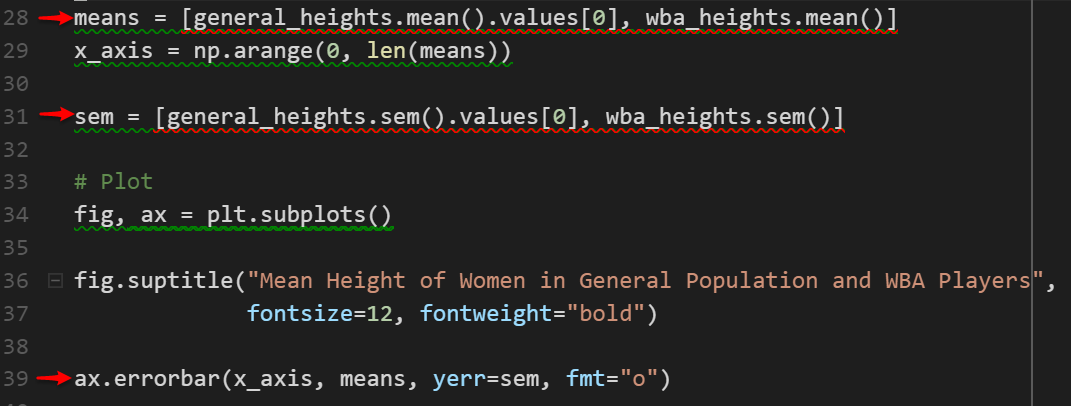 28 means = [general_heights.mean().values[0], wba_heights.mean()]
29 x_axis = np.arange(0, len(means))
30
31 sem = [general_heights.sem().values[0], wba_heights.sem()]
32
33 # Plot
34 fig, ax = plt.subplots()
35
36 fig.suptitle("Mean Height of Women in General Population and WBA Players",
37 fontsize=12, fontweight="bold")
38
39 ax.errorbar(x_axis, means, yerr=sem, fmt="o")